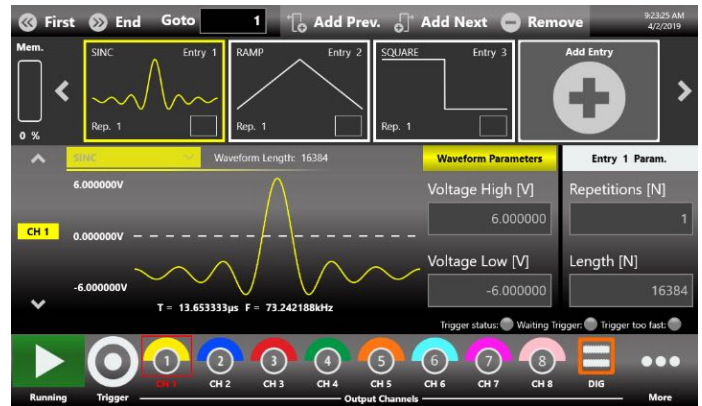 First End Goto 1 Add Prev. Add Next Remove 9:23:25 AM
4/2/2019
Mem.
0 %
SINC Entry 1
Rep. 1
RAMP Entry 2
Rep. 1
SQUARE Entry 3
Rep. 1
Add Entry
SINC Waveform Length: 16384
6.000000V
CH 1 0.000000V
-6.000000V
T = 13.653333µs F = 73.242188kHz
Waveform Parameters
Voltage High [V]
6.000000
Voltage Low [V]
-6.000000
Entry 1 Param.
Repetitions [N]
1
Length [N]
16384
Trigger status: Waiting Trigger: Trigger too fast:
1 2 3 4 5 6 7 8
Running Trigger CH 1 CH 2 CH 3 CH 4 CH 5 CH 6 CH 7 CH 8 DIG More
Output Channels